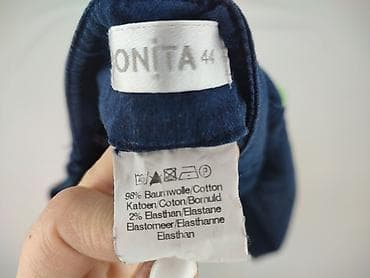 ONITA 44
98% Baumwolle/Cotton
Katoen/Coton/Bomuld
2% Elasthan/Elastane
Elastomeer/Elasthanne
Elasthan